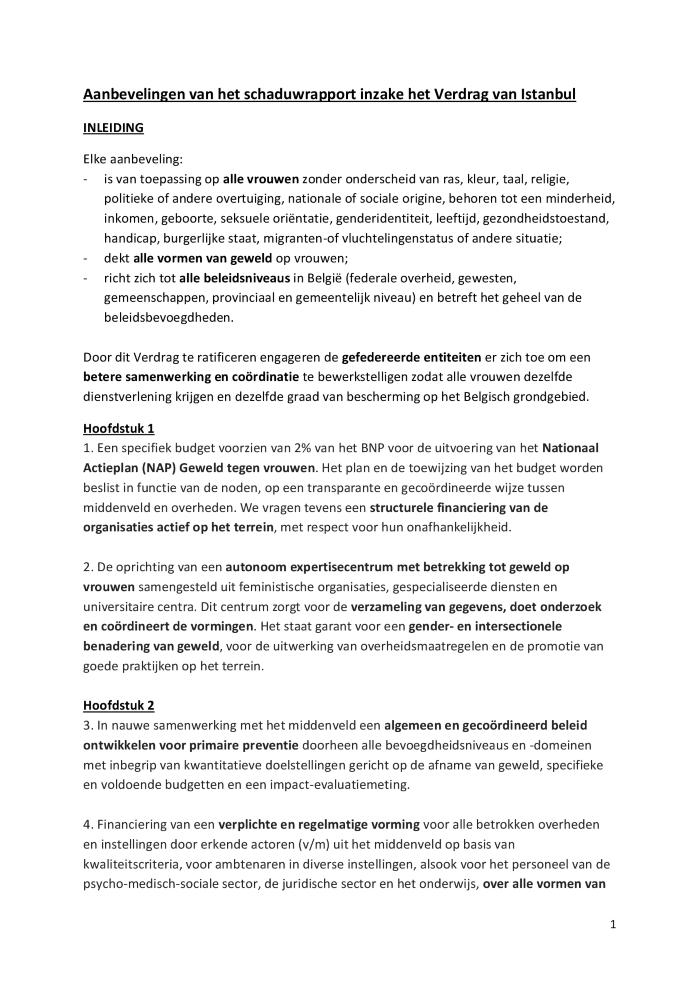 Aanbevelingen van het schaduwrapport inzake het Verdrag van Istanbul
INLEIDING
Elke aanbeveling:
- is van toepassing op alle vrouwen zonder onderscheid van ras, kleur, taal, religie,
politieke of andere overtuiging, nationale of sociale origine, behoren tot een minderheid,
inkomen, geboorte, seksuele oriëntatie, genderidentiteit, leeftijd, gezondheidstoestand,
handicap, burgerlijke staat, migranten-of vluchtelingenstatus of andere situatie;
- dekt alle vormen van geweld op vrouwen;
- richt zich tot alle beleidsniveaus in België (federale overheid, gewesten,
gemeenschappen, provinciaal en gemeentelijk niveau) en betreft het geheel van de
beleidsbevoegdheden.
Door dit Verdrag te ratificeren engageren de gefedereerde entiteiten er zich toe om een
betere samenwerking en coördinatie te bewerkstelligen zodat alle vrouwen dezelfde
dienstverlening krijgen en dezelfde graad van bescherming op het Belgisch grondgebied.
Hoofdstuk 1
1. Een specifiek budget voorzien van 2% van het BNP voor de uitvoering van het Nationaal
Actieplan (NAP) Geweld tegen vrouwen. Het plan en de toewijzing van het budget worden
beslist in functie van de noden, op een transparante en gecoördineerde wijze tussen
middenveld en overheden. We vragen tevens een structurele financiering van de
organisaties actief op het terrein, met respect voor hun onafhankelijkheid.
2. De oprichting van een autonoom expertisecentrum met betrekking tot geweld op
vrouwen samengesteld uit feministische organisaties, gespecialiseerde diensten en
universitaire centra. Dit centrum zorgt voor de verzameling van gegevens, doet onderzoek
en coördineert de vormingen. Het staat garant voor een gender- en intersectionele
benadering van geweld, voor de uitwerking van overheidsmaatregelen en de promotie van
goede praktijken op het terrein.
Hoofdstuk 2
3. In nauwe samenwerking met het middenveld een algemeen en gecoördineerd beleid
ontwikkelen voor primaire preventie doorheen alle bevoegdheidsniveaus en -domeinen
met inbegrip van kwantitatieve doelstellingen gericht op de afname van geweld, specifieke
en voldoende budgetten en een impact-evaluatiemeting.
4. Financiering van een verplichte en regelmatige vorming voor alle betrokken overheden
en instellingen door erkende actoren (v/m) uit het middenveld op basis van
kwaliteitscriteria, voor ambtenaren in diverse instellingen, alsook voor het personeel van de
psycho-medisch-sociale sector, de juridische sector en het onderwijs, over alle vormen van
1